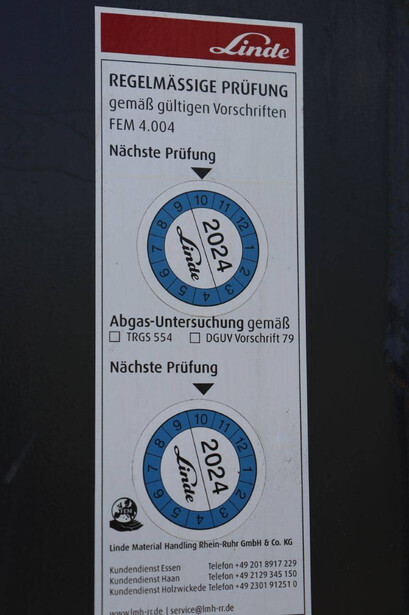 Linde
REGELMÄSSIGE PRÜFUNG
gemäß gültigen Vorschriften
FEM 4.004
Nächste Prüfung
1 2 3 4 5 6 7 8 9 10 11 12
2024
Linde
Abgas-Untersuchung gemäß
TRGS 554 DGUV Vorschrift 79
Nächste Prüfung
1 2 3 4 5 6 7 8 9 10 11 12
2024
Linde
FEM
Linde Material Handling Rhein-Ruhr GmbH & Co. KG
Kundendienst Essen Telefon +49 201 8917 229
Kundendienst Haan Telefon +49 2129 345 150
Kundendienst Holzwickede Telefon +49 2301 91251 0
www.lmh-rr.de | service@lmh-rr.de